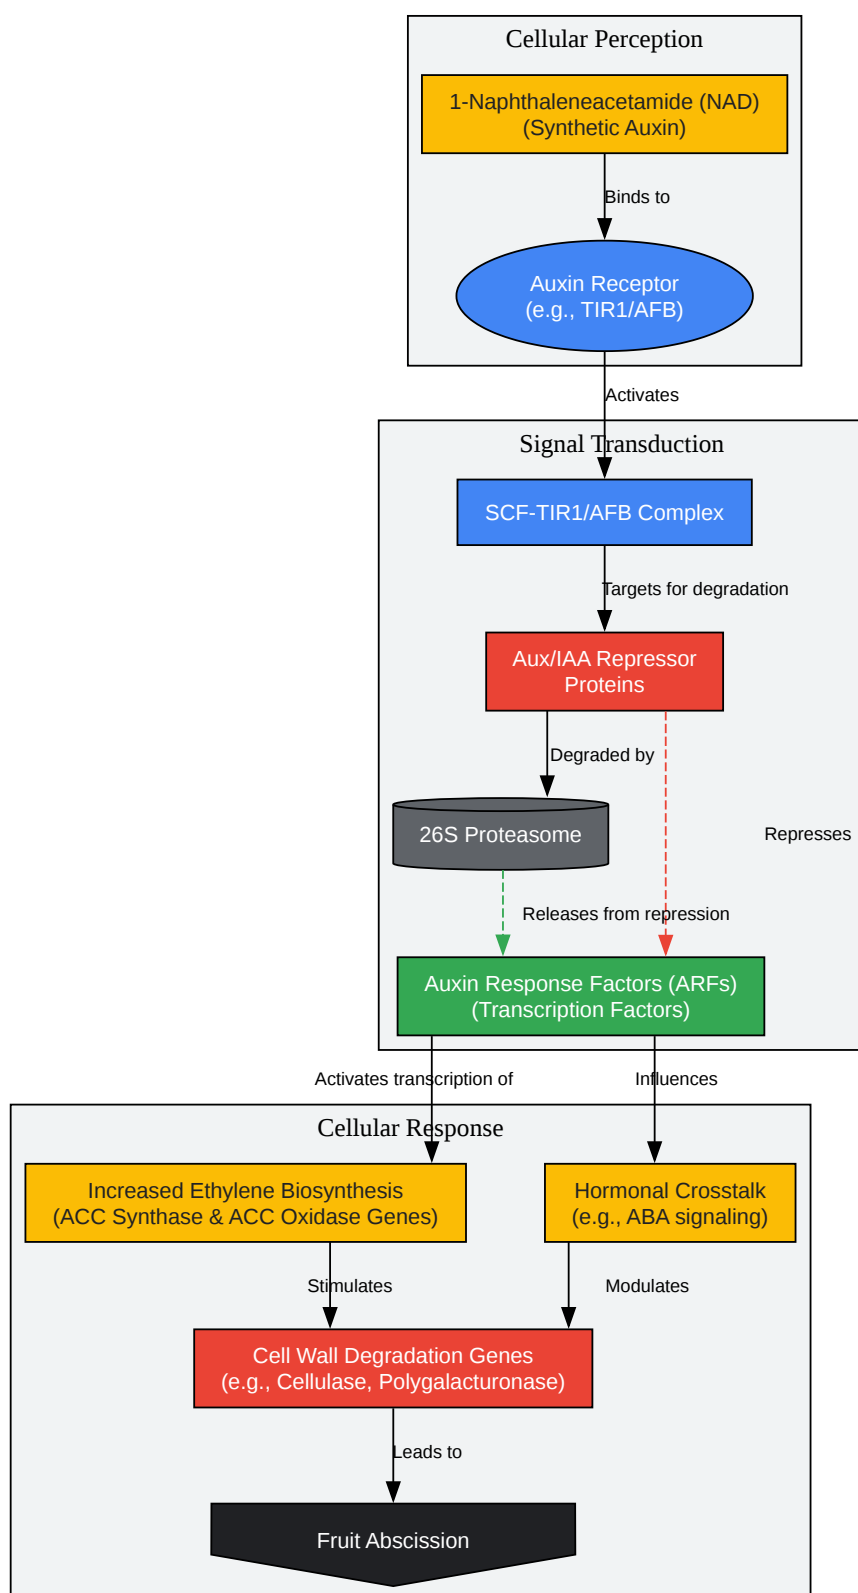 Cellular Perception
1-Naphthaleneacetamide (NAD)
(Synthetic Auxin)
Binds to
Auxin Receptor
(e.g., TIR1/AFB)
Activates
Signal Transduction
SCF-TIR1/AFB Complex
Targets for degradation
Aux/IAA Repressor
Proteins
Degraded by
26S Proteasome
Represses
Releases from repression
Auxin Response Factors (ARFs)
(Transcription Factors)
Activates transcription of
Influences
Cellular Response
Increased Ethylene Biosynthesis
(ACC Synthase & ACC Oxidase Genes)
Hormonal Crosstalk
(e.g., ABA signaling)
Stimulates
Modulates
Cell Wall Degradation Genes
(e.g., Cellulase, Polygalacturonase)
Leads to
Fruit Abscission